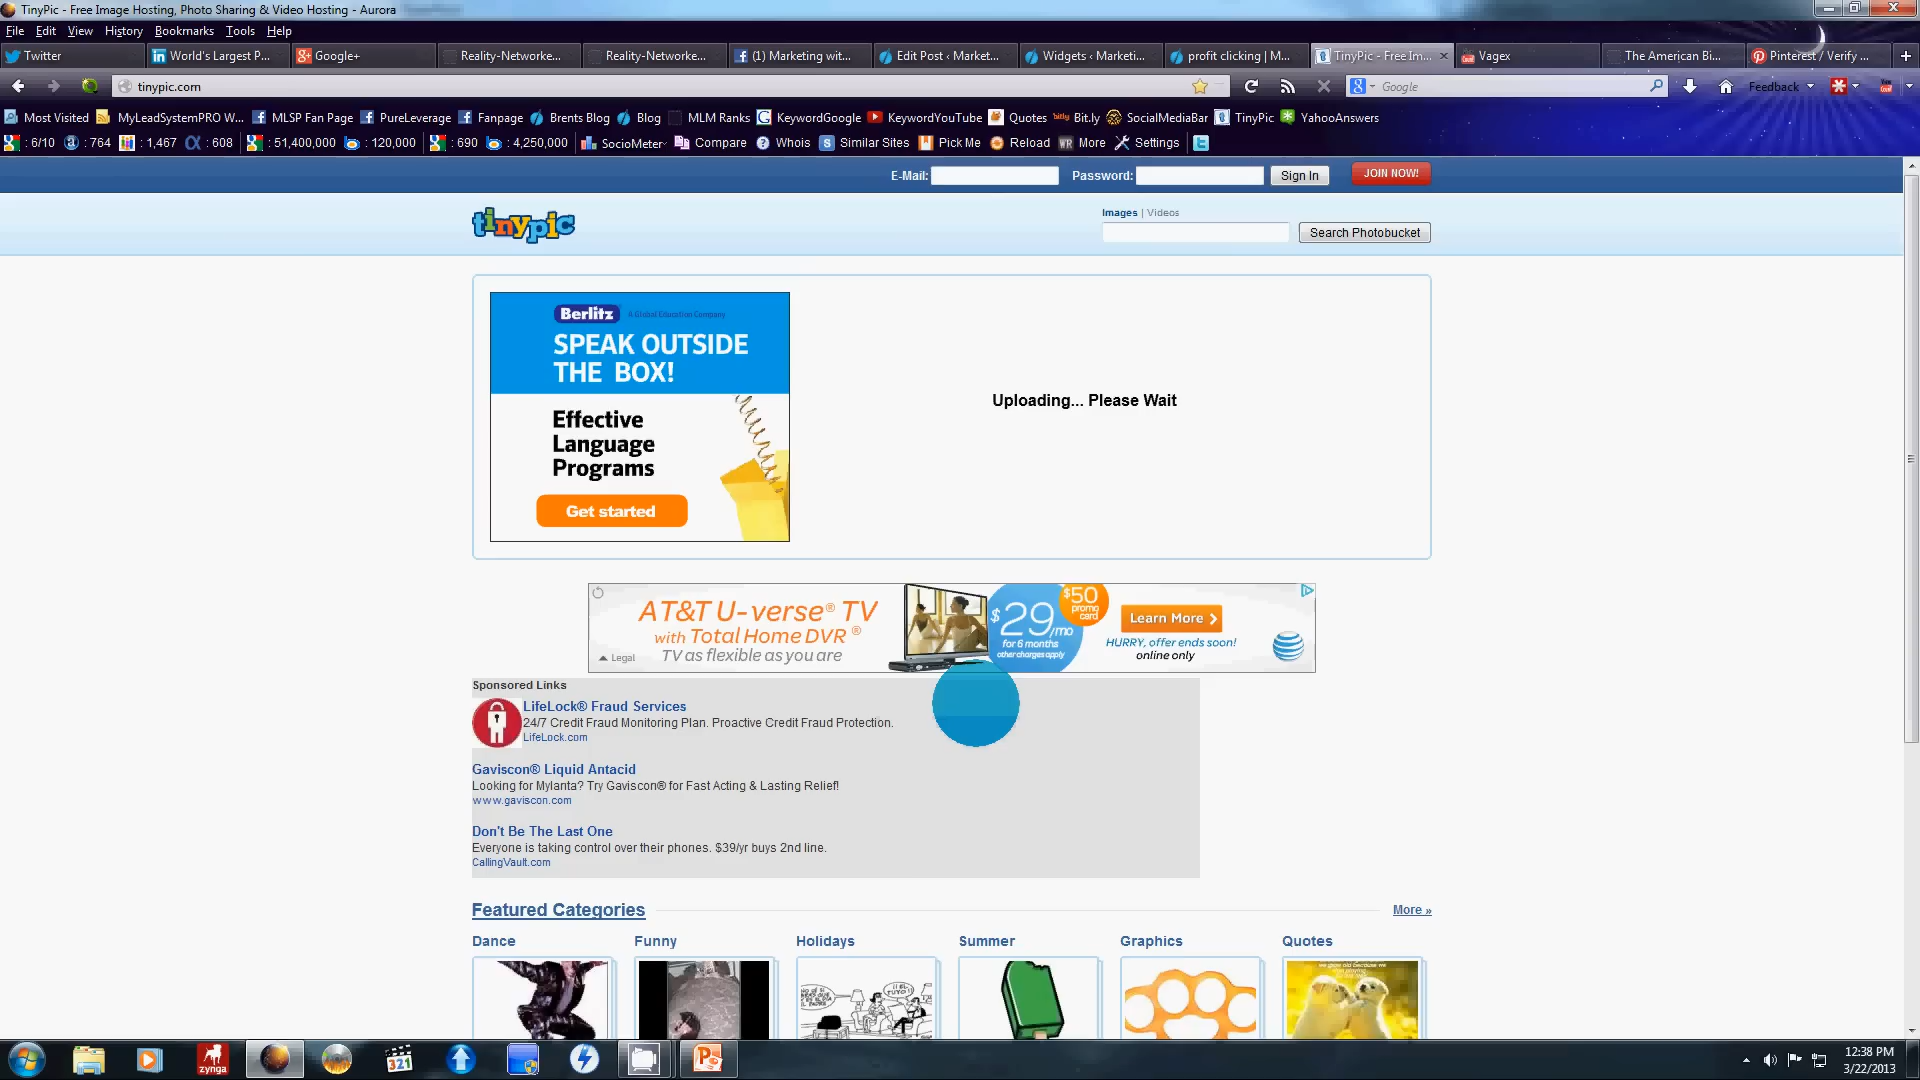 TinyPic - Free Image Hosting, Photo Sharing & Video Hosting - Aurora
File Edit View History Bookmarks Tools Help
Twitter World's Largest P... Google+ Reality-Networke... Reality-Networke... (1) Marketing wit... Edit Post ‹ Market... Widgets ‹ Marketi... profit clicking | M... TinyPic - Free Im... Vagex The American Bi... Pinterest / Verify ...
tinypic.com Google Feedback
Most Visited MyLeadSystemPRO W... MLSP Fan Page PureLeverage Fanpage Brents Blog Blog MLM Ranks KeywordGoogle KeywordYouTube Quotes Bit.ly SocialMediaBar TinyPic YahooAnswers
: 6/10 : 764 : 1,467 : 608 : 51,400,000 : 120,000 : 690 : 4,250,000 SocioMeter Compare Whois Similar Sites Pick Me Reload More Settings
E-Mail: Password: Sign In JOIN NOW!
tinypic
Images | Videos
Search Photobucket
Berlitz A Global Education Company
SPEAK OUTSIDE
THE BOX!
Effective
Language
Programs
Get started
Uploading... Please Wait
AT&T U-verse® TV
with Total Home DVR ®
TV as flexible as you are
Legal
$29/mo
for 6 months
other charges apply
$50
promo
card
Learn More
HURRY, offer ends soon!
online only
Sponsored Links
LifeLock® Fraud Services
24/7 Credit Fraud Monitoring Plan. Proactive Credit Fraud Protection.
LifeLock.com
Gaviscon® Liquid Antacid
Looking for Mylanta? Try Gaviscon® for Fast Acting & Lasting Relief!
www.gaviscon.com
Don't Be The Last One
Everyone is taking control over their phones. $39/yr buys 2nd line.
CallingVault.com
Featured Categories More »
Dance Funny Holidays Summer Graphics Quotes
zynga
321
12:38 PM
3/22/2013